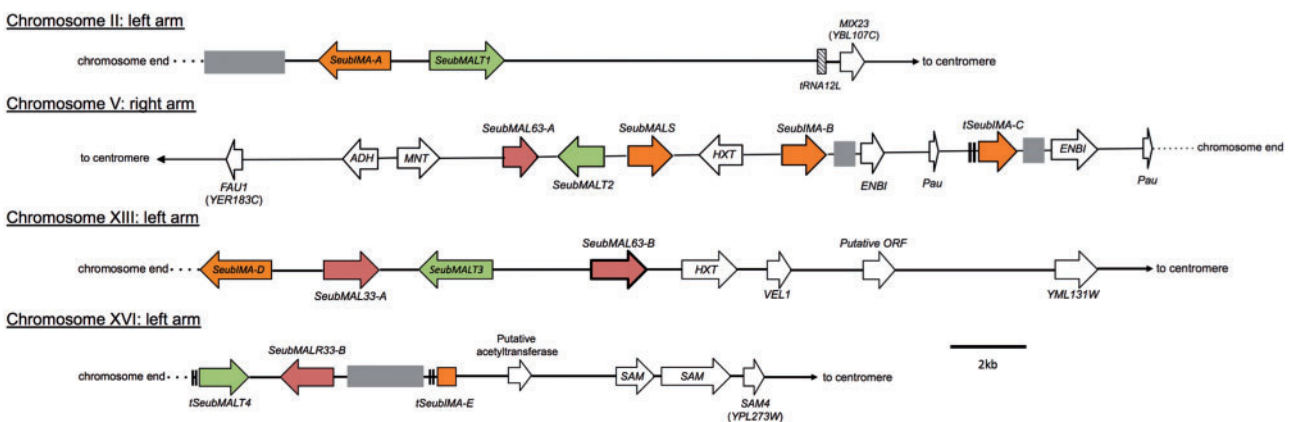 Chromosome II: left arm
MIX23
(YBL107C)
chromosome end
SeubIMA-A
SeubMALT1
to centromere
tRNA12L
Chromosome V: right arm
SeubMAL63-A
SeubMALS
SeubIMA-B
tSeubIMA-C
to centromere
ADH
MNT
HXT
ENBI
chromosome end
FAU1
(YER183C)
SeubMALT2
ENBI
Pau
Pau
Chromosome XIII: left arm
SeubMAL63-B
Putative ORF
chromosome end
SeubIMA-D
SeubMALT3
HXT
to centromere
SeubMAL33-A
VEL1
YML131W
Chromosome XVI: left arm
SeubMALR33-B
Putative
acetyltransferase
2kb
chromosome end
SAM
SAM
to centromere
tSeubMALT4
tSeubIMA-E
SAM4
(YPL273W)